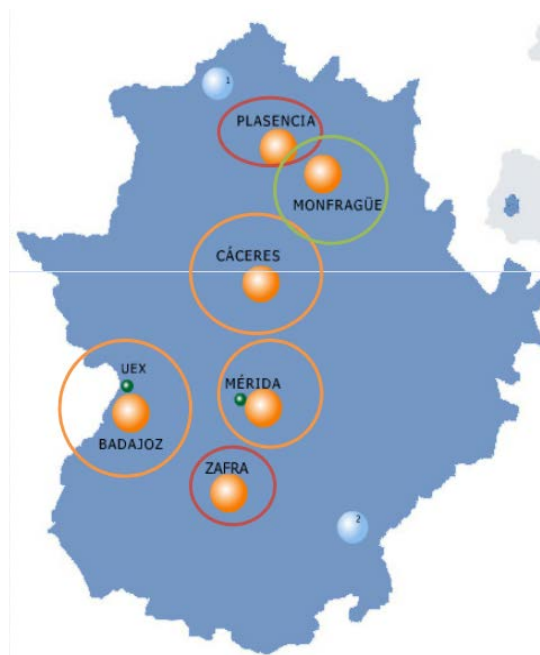 1
PLASENCIA
MONFRAGÜE
CÁCERES
UEX
MÉRIDA
BADAJOZ
ZAFRA
2